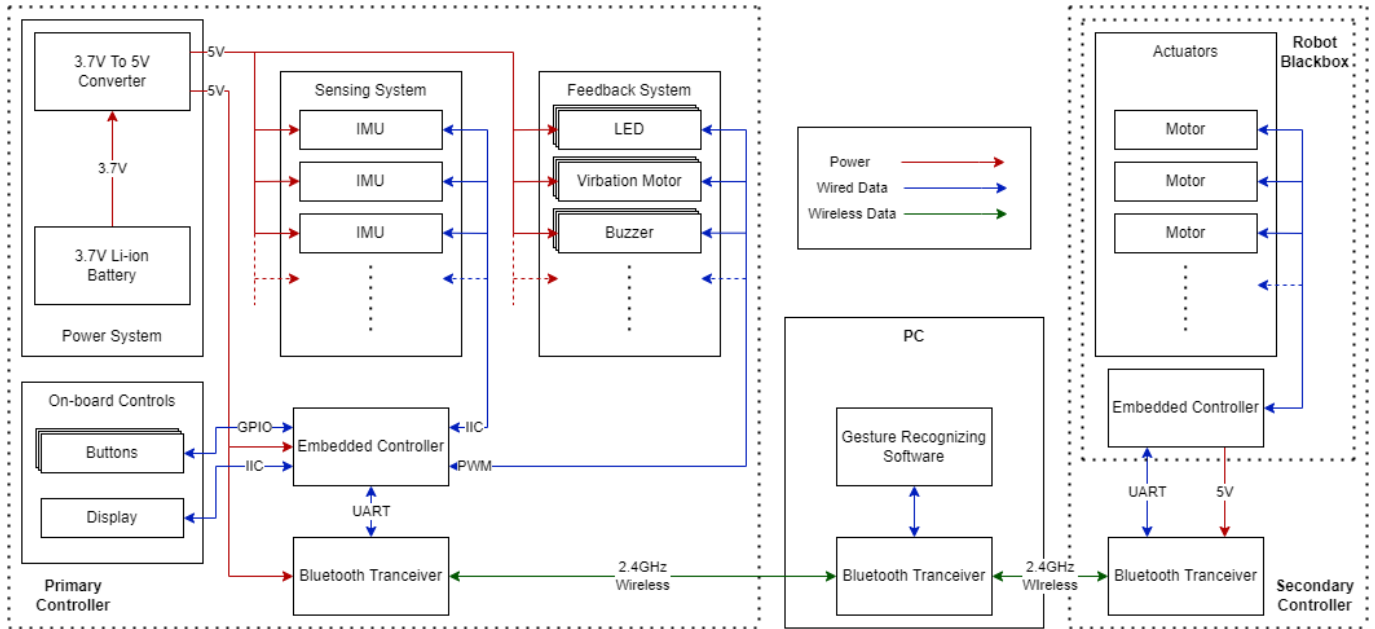 3.7V To 5V
Converter
5V
5V
3.7V
3.7V Li-ion
Battery
Power System
Sensing System
IMU
IMU
IMU
Feedback System
LED
Virbation Motor
Buzzer
Power
Wired Data
Wireless Data
Actuators
Robot
Blackbox
Motor
Motor
Motor
On-board Controls
Buttons
Display
GPIO
IIC
Embedded Controller
IIC
PWM
UART
Bluetooth Tranceiver
Primary
Controller
2.4GHz
Wireless
PC
Gesture Recognizing
Software
Bluetooth Tranceiver
2.4GHz
WIreless
Embedded Controller
UART
5V
Bluetooth Tranceiver
Secondary
Controller